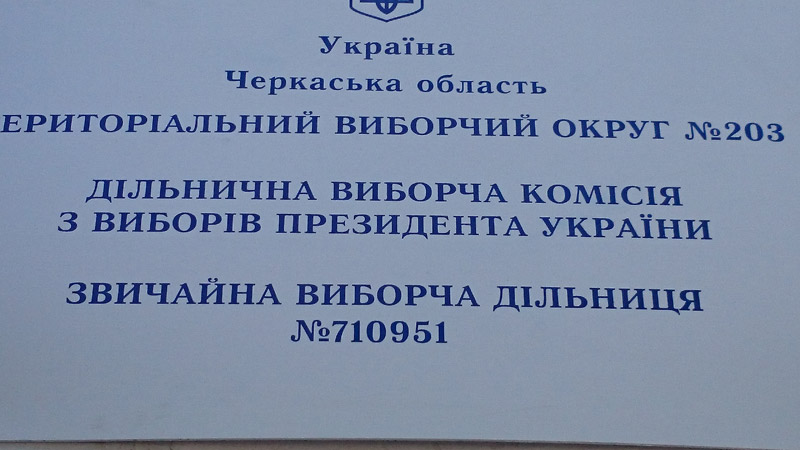 Україна
Черкаська область
ЕРИТОРІАЛЬНИЙ ВИБОРЧИЙ ОКРУГ №203
ДІЛЬНИЧНА ВИБОРЧА КОМІСІЯ
З ВИБОРІВ ПРЕЗИДЕНТА УКРАЇНИ
ЗВИЧАЙНА ВИБОРЧА ДІЛЬНИЦЯ
№710951